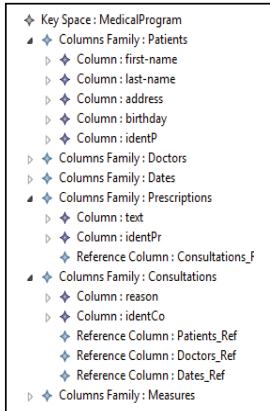 Key Space : MedicalProgram
Columns Family : Patients
Column : first-name
Column : last-name
Column : address
Column : birthday
Column : identP
Columns Family : Doctors
Columns Family : Dates
Columns Family : Prescriptions
Column : text
Column : identPr
Reference Column : Consultations_
Columns Family : Consultations
Column : reason
Column : identCo
Reference Column : Patients_Ref
Reference Column : Doctors_Ref
Reference Column : Dates_Ref
Columns Family : Measures